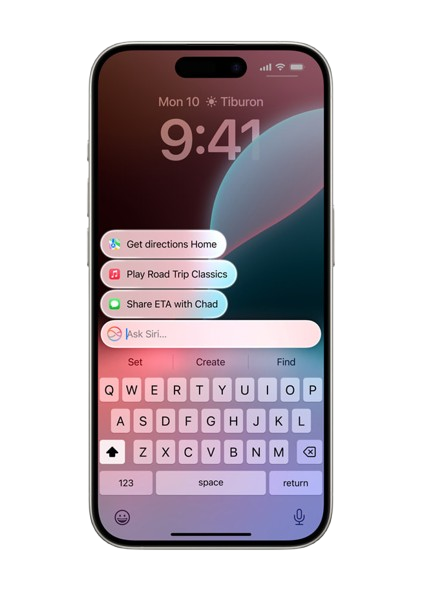 Mon 10 Tiburon
9:41
Get directions Home
Play Road Trip Classics
Share ETA with Chad
Ask Siri...
Set Create Find
Q W E R T Y U I O P
A S D F G H J K L
Z X C V B N M
123 space return